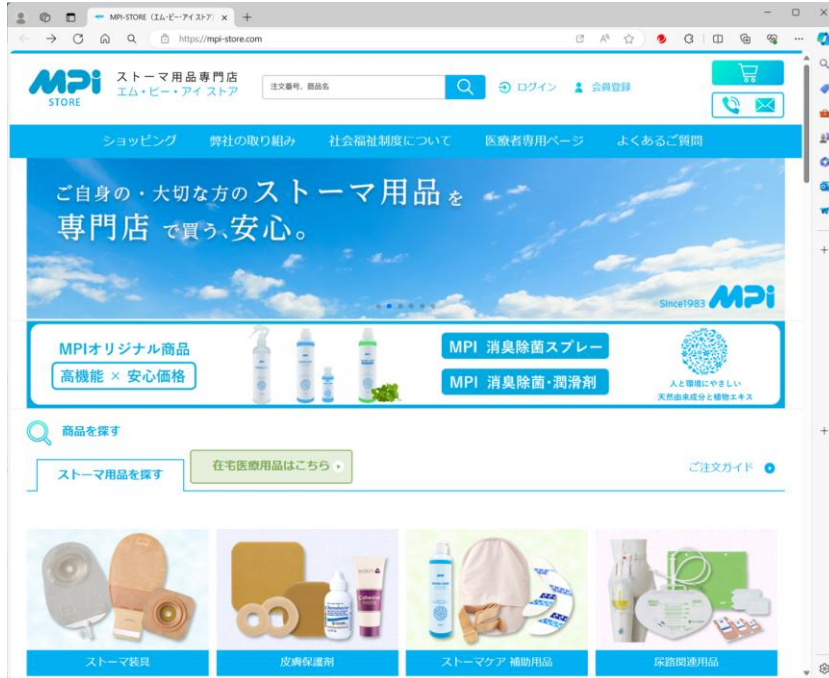 MPI-STORE (エム・ビー・アイ ストア)
https://mpi-store.com
MPi
STORE
ストーマ用品専門店
エム・ビー・アイ ストア
注文番号、商品名
ログイン
会員登録
ショッピング
弊社の取り組み
社会福祉制度について
医療者専用ページ
よくあるご質問
ご自身の・大切な方のストーマ用品を
専門店で買う、安心。
Since1983 MPi
MPIオリジナル商品
高機能 × 安心価格
MPI 消臭除菌スプレー
MPI 消臭除菌・潤滑剤
人と環境にやさしい
天然由来成分と植物エキス
商品を探す
ストーマ用品を探す
在宅医療用品はこちら
ご注文ガイド
ストーマ装具
皮膚保護剤
ストーマケア 補助用品
尿路関連用品